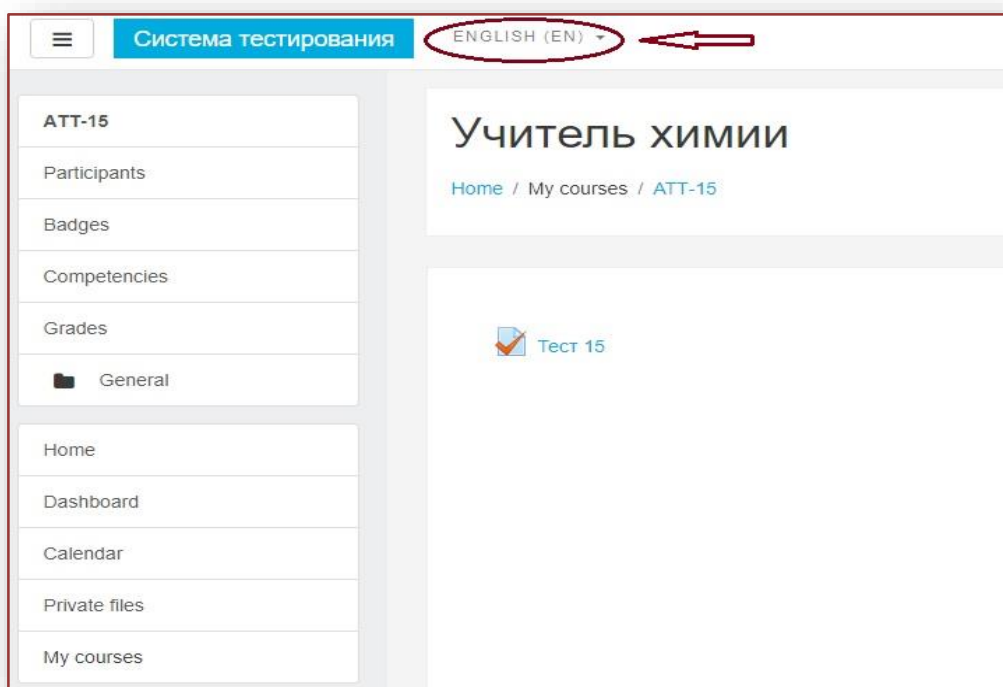 Система тестирования
ENGLISH (EN)
ATT-15
Participants
Badges
Competencies
Grades
General
Home
Dashboard
Calendar
Private files
My courses
Учитель химии
Home / My courses / ATT-15
Тест 15